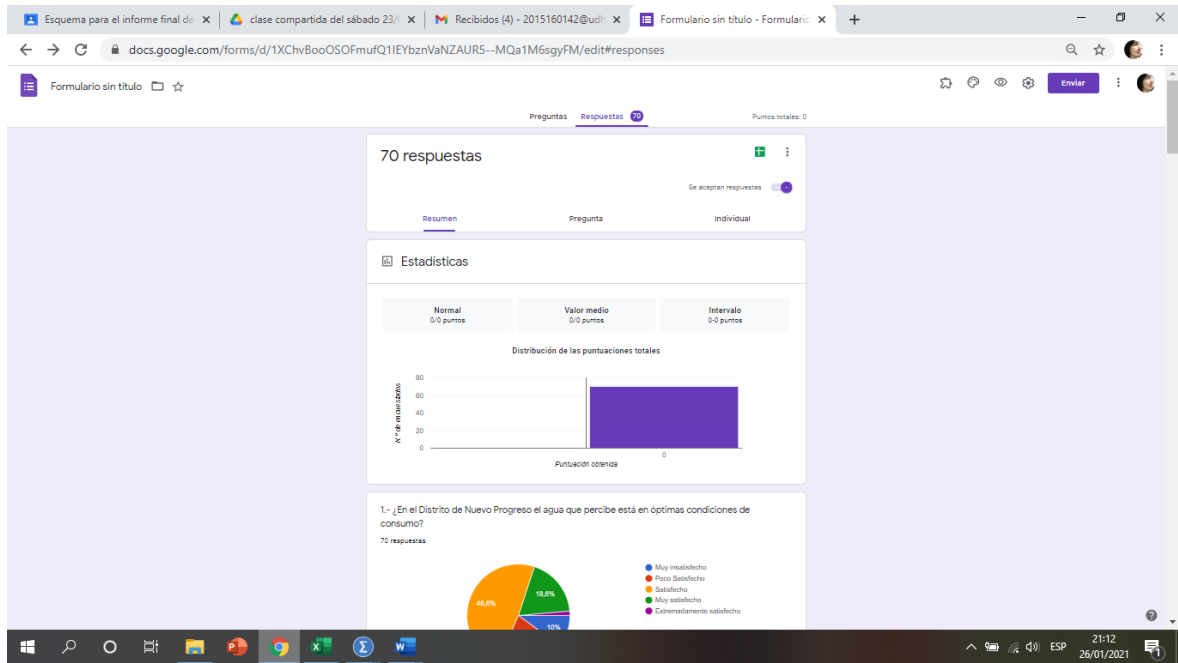 Esquema para el informe final de
clase compartida del sábado 23/
Recibidos (4) - 2015160142@udh
Formulario sin título - Formulario
docs.google.com/forms/d/1XChvBooOSOFmufQ1IEYbznVaNZAUR5--MQa1M6sgyFM/edit#responses
Formulario sin título
Enviar
Preguntas Respuestas 70
Puntos totales: 0
70 respuestas
Se aceptan respuestas
Resumen Pregunta Individual
Estadísticas
Normal
0/0 puntos
Valor medio
0/0 puntos
Intervalo
0-0 puntos
Distribución de las puntuaciones totales
N.º de encuestados
80
60
40
20
0
0
Puntuación obtenida
1.- ¿En el Distrito de Nuevo Progreso el agua que percibe está en óptimas condiciones de
consumo?
70 respuestas
18,6%
10%
Muy insatisfecho
Poco Satisfecho
Satisfecho
Muy satisfecho
Extremadamente satisfecho
ESP
21:12
26/01/2021